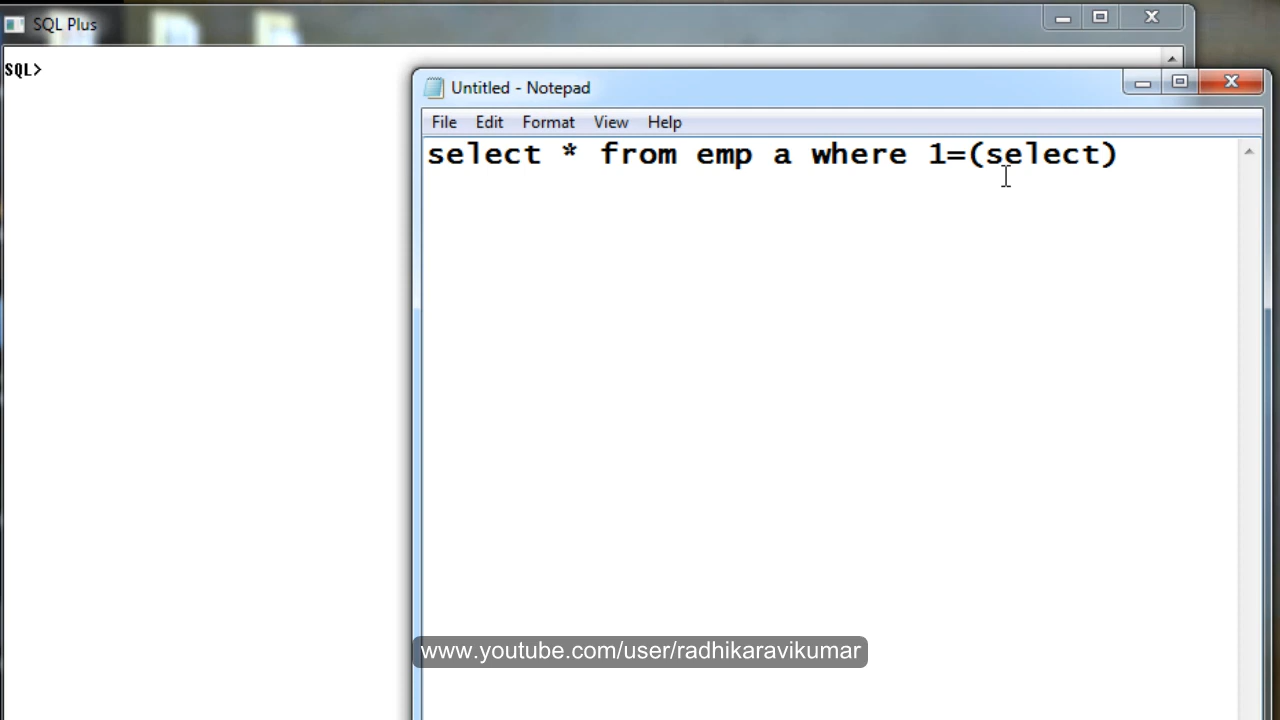 SQL Plus
SQL>
Untitled - Notepad
File Edit Format View Help
select * from emp a where 1=(select)
www.youtube.com/user/radhikaravikumar